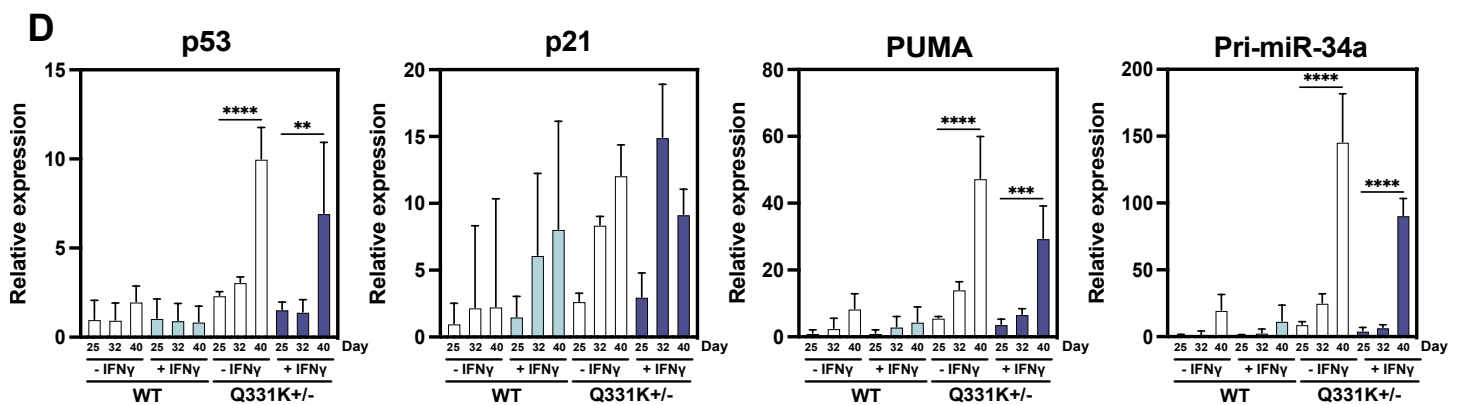 D
p53
p21
PUMA
Pri-miR-34a
Relative expression
15
10
5
0
**** **
25 32 40 25 32 40 25 32 40 25 32 40 Day
- IFNγ + IFNγ - IFNγ + IFNγ
WT Q331K+/-
Relative expression
20
15
10
5
0
25 32 40 25 32 40 25 32 40 25 32 40
- IFNγ + IFNγ - IFNγ + IFNγ
WT Q331K+/-
Relative expression
80
60
40
20
0
**** ***
25 32 40 25 32 40 25 32 40 25 32 40 Day
- IFNγ + IFNγ - IFNγ + IFNγ
WT Q331K+/-
Relative expression
200
150
100
50
0
**** ****
25 32 40 25 32 40 25 32 40 25 32 40 Day
- IFNγ + IFNγ - IFNγ + IFNγ
WT Q331K+/-